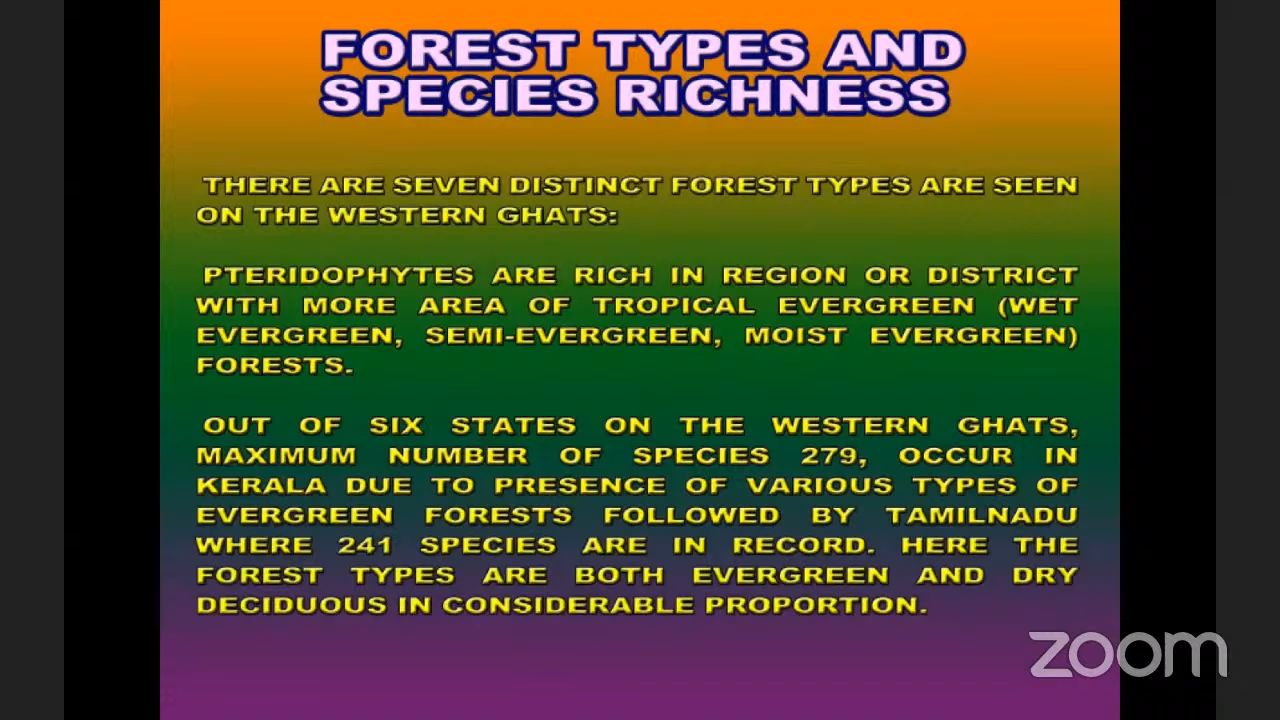 FOREST TYPES AND
SPECIES RICHNESS
THERE ARE SEVEN DISTINCT FOREST TYPES ARE SEEN
ON THE WESTERN GHATS:
PTERIDOPHYTES ARE RICH IN REGION OR DISTRICT
WITH MORE AREA OF TROPICAL EVERGREEN (WET
EVERGREEN, SEMI-EVERGREEN, MOIST EVERGREEN)
FORESTS.
OUT OF SIX STATES ON THE WESTERN GHATS,
MAXIMUM NUMBER OF SPECIES 279, OCCUR IN
KERALA DUE TO PRESENCE OF VARIOUS TYPES OF
EVERGREEN FORESTS FOLLOWED BY TAMILNADU
WHERE 241 SPECIES ARE IN RECORD. HERE THE
FOREST TYPES ARE BOTH EVERGREEN AND DRY
DECIDUOUS IN CONSIDERABLE PROPORTION.
zoom